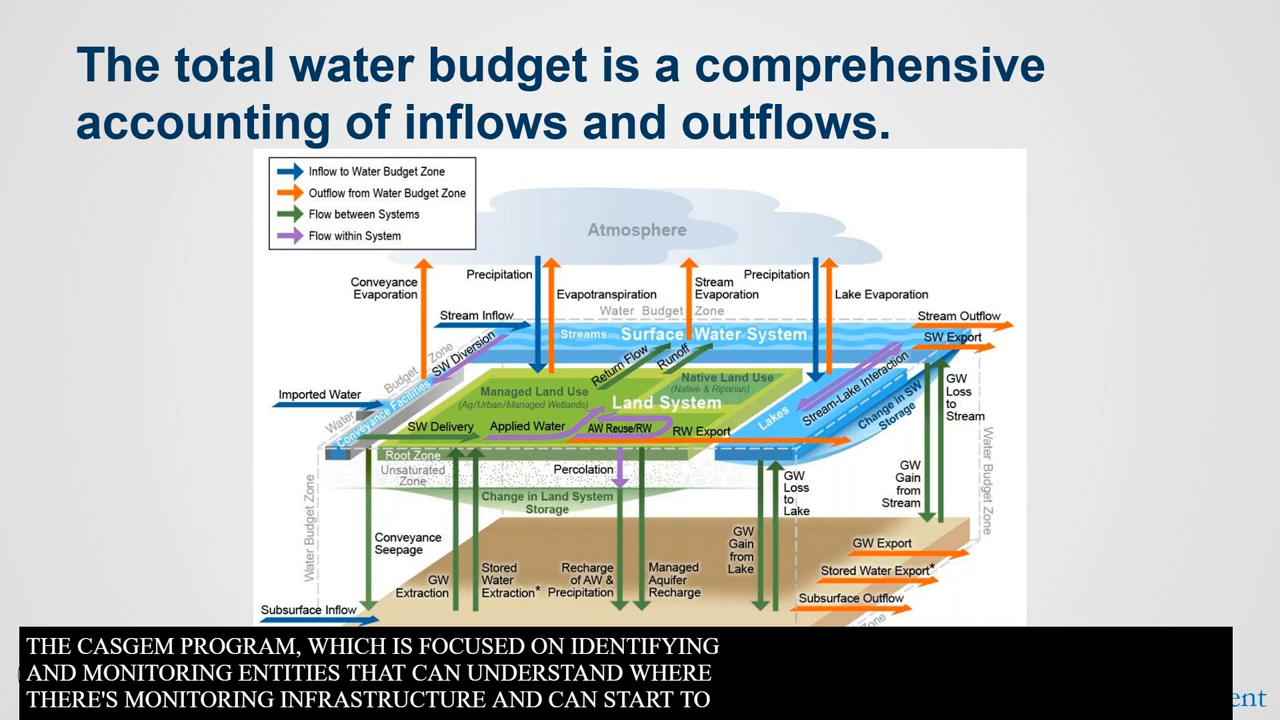 The total water budget is a comprehensive
accounting of inflows and outflows.
Inflow to Water Budget Zone
Outflow from Water Budget Zone
Flow between Systems
Flow within System
Atmosphere
Conveyance
Evaporation
Precipitation
Evapotranspiration
Stream
Evaporation
Precipitation
Lake Evaporation
Water Budget Zone
Stream Inflow
Stream Outflow
Streams
Surface Water System
SW Export
SW Diversion
Return Flow
Runoff
Stream-Lake Interaction
Water Budget Zone
Imported Water
Conveyance Facilities
Managed Land Use
(Ag/Urban/Managed Wetlands)
Native Land Use
(Native & Riparian)
Land System
Lakes
Change in SW
Storage
GW
Loss
to
Stream
SW Delivery
Applied Water
AW Reuse/RW
RW Export
Root Zone
Unsaturated
Zone
Percolation
Change in Land System
Storage
GW
Loss
to
Lake
GW
Gain
from
Stream
Water Budget Zone
Water Budget Zone
Conveyance
Seepage
GW
Extraction
Stored
Water
Extraction*
Recharge
of AW &
Precipitation
Managed
Aquifer
Recharge
GW
Gain
from
Lake
GW Export
Stored Water Export*
Subsurface Outflow
Subsurface Inflow
Zone
THE CASGEM PROGRAM, WHICH IS FOCUSED ON IDENTIFYING
AND MONITORING ENTITIES THAT CAN UNDERSTAND WHERE
THERE'S MONITORING INFRASTRUCTURE AND CAN START TO
ent